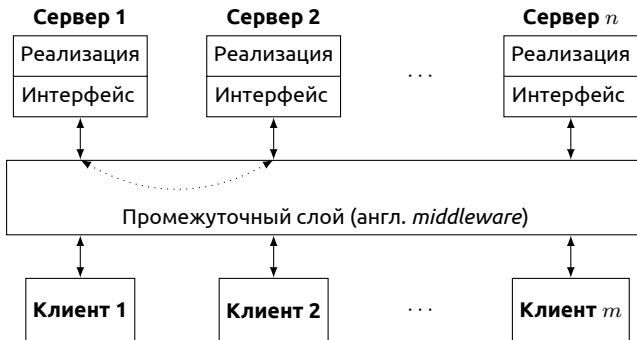 Сервер 1 Сервер 2 Сервер n
Реализация Реализация Реализация
Интерфейс Интерфейс ... Интерфейс
Промежуточный слой (англ. middleware)
Клиент 1 Клиент 2 ... Клиент m